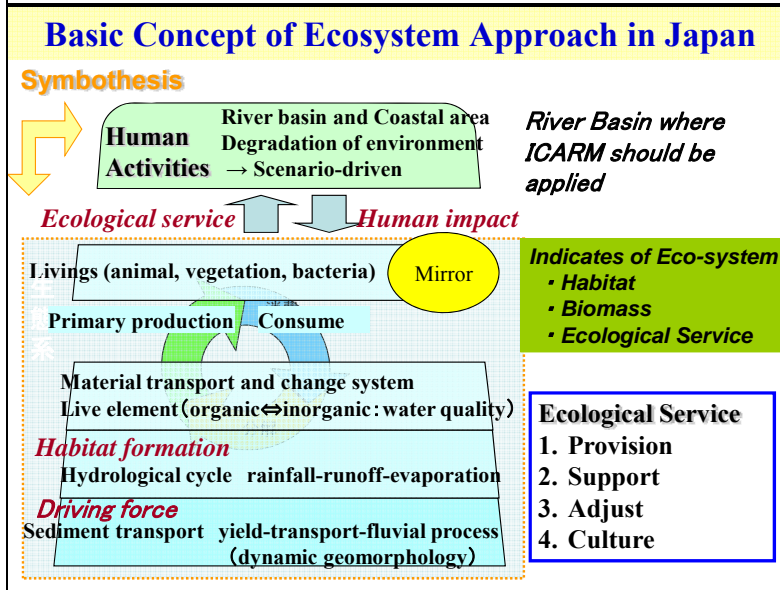 Basic Concept of Ecosystem Approach in Japan
Symbothesis
River basin and Coastal area
Human Degradation of environment
Activities → Scenario-driven
River Basin where
ICARM should be
applied
Ecological service
Human impact
Livings (animal, vegetation, bacteria)
Mirror
生態系
Primary production
Consume
Indicates of Eco-system
・Habitat
・Biomass
・Ecological Service
Material transport and change system
Live element(organic⇔inorganic:water quality)
Habitat formation
Hydrological cycle rainfall-runoff-evaporation
Driving force
Sediment transport yield-transport-fluvial process
(dynamic geomorphology)
Ecological Service
1. Provision
2. Support
3. Adjust
4. Culture